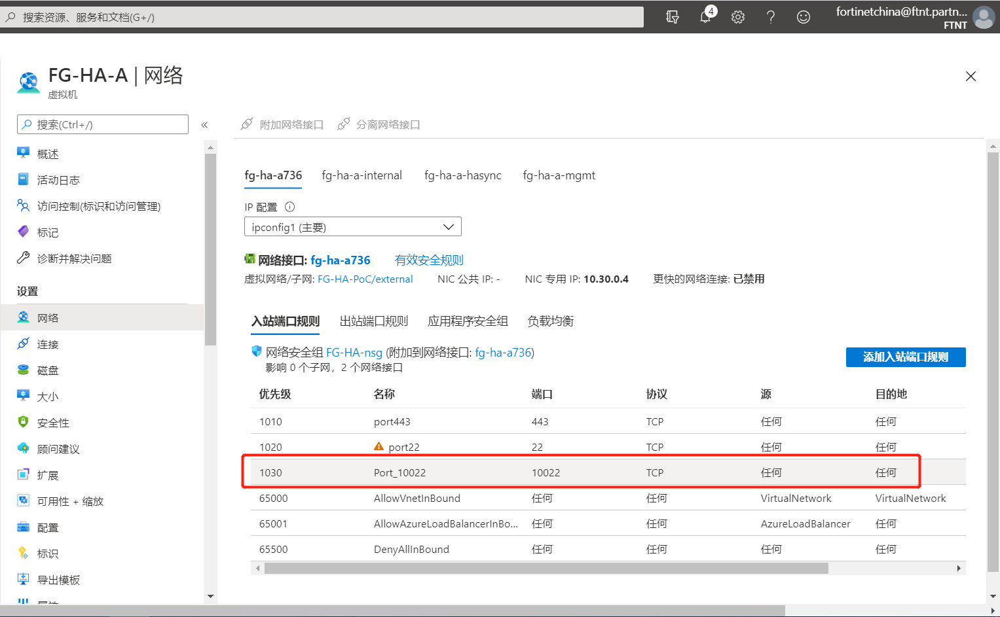 搜索资源、服务和文档(G+/)
4
fortinetchina@ftnt.partn...
FTNT
FG-HA-A | 网络
虚拟机
搜索(Ctrl+/)
«
附加网络接口
分离网络接口
概述
活动日志
访问控制(标识和访问管理)
标记
诊断并解决问题
设置
网络
连接
磁盘
大小
安全性
顾问建议
扩展
可用性 + 缩放
配置
标识
导出模板
fg-ha-a736 fg-ha-a-internal fg-ha-a-hasync fg-ha-a-mgmt
IP 配置
ipconfig1 (主要)
网络接口: fg-ha-a736 有效安全规则
虚拟网络/子网: FG-HA-PoC/external NIC 公共 IP: - NIC 专用 IP: 10.30.0.4 更快的网络连接: 已禁用
入站端口规则 出站端口规则 应用程序安全组 负载均衡
网络安全组 FG-HA-nsg (附加到网络接口: fg-ha-a736)
影响 0 个子网，2 个网络接口
添加入站端口规则
优先级 名称 端口 协议 源 目的地
1010 port443 443 TCP 任何 任何
1020 port22 22 TCP 任何 任何
1030 Port_10022 10022 TCP 任何 任何
65000 AllowVnetInBound 任何 任何 VirtualNetwork VirtualNetwork
65001 AllowAzureLoadBalancerInBo... 任何 任何 AzureLoadBalancer 任何
65500 DenyAllInBound 任何 任何 任何 任何